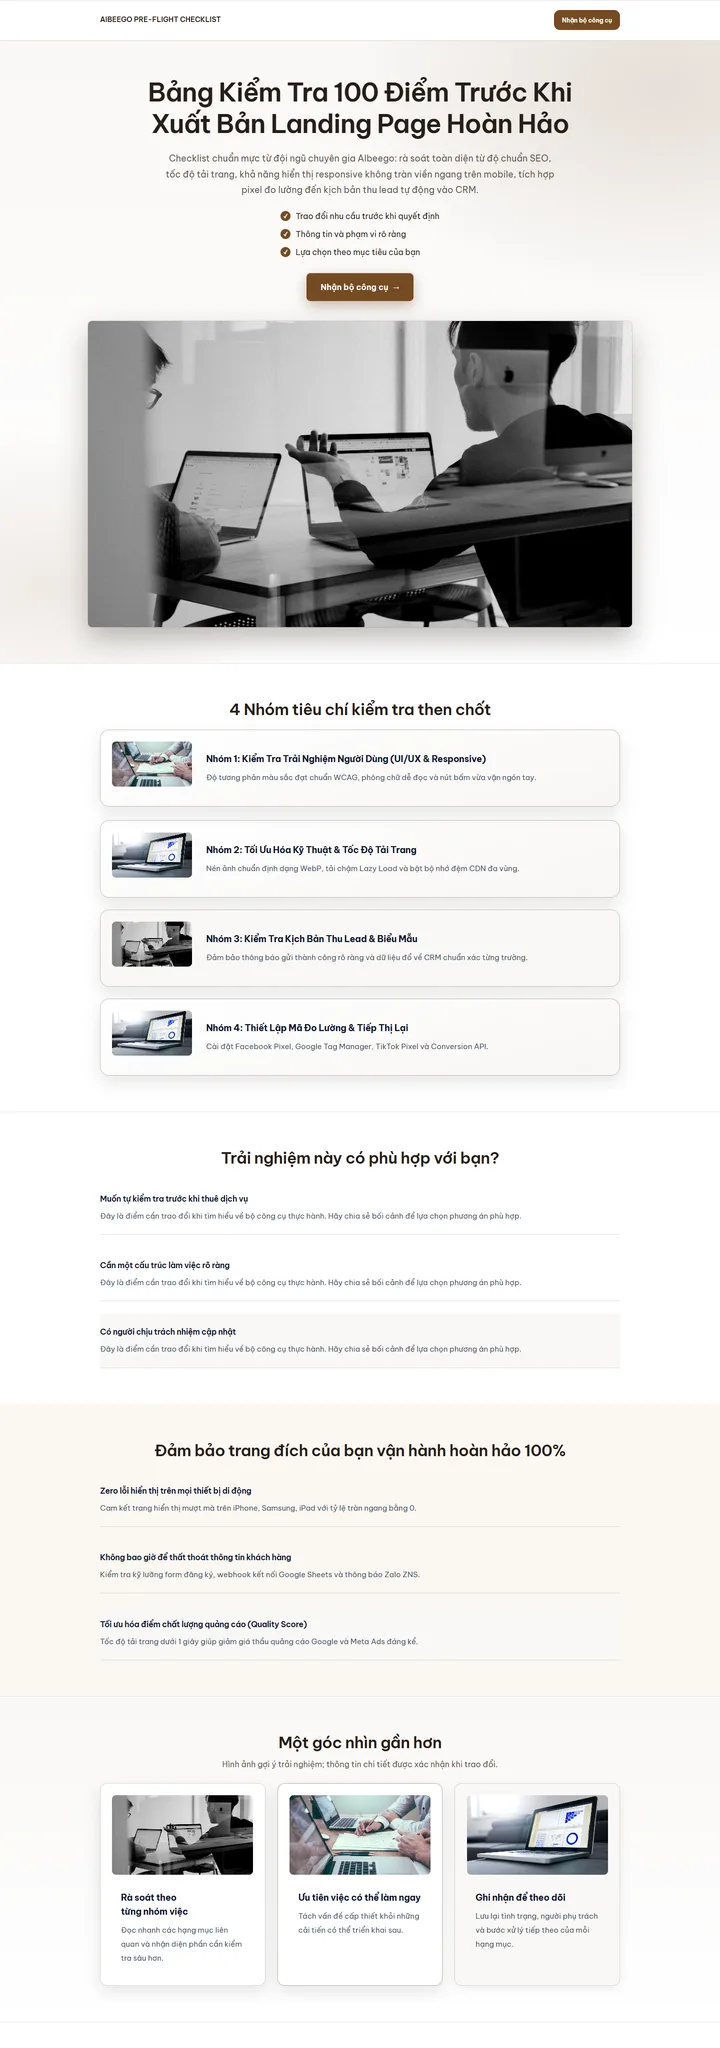 AIBEEGO PRE-FLIGHT CHECKLIST
Nhận bộ công cụ
Bảng Kiểm Tra 100 Điểm Trước Khi
Xuất Bản Landing Page Hoàn Hảo
Checklist chuẩn mực từ đội ngũ chuyên gia AIbeego: rà soát toàn diện từ độ chuẩn SEO,
tốc độ tải trang, khả năng hiển thị responsive không tràn viền ngang trên mobile, tích hợp
pixel đo lường đến kịch bản thu lead tự động vào CRM.
Trao đổi nhu cầu trước khi quyết định
Thông tin và phạm vi rõ ràng
Lựa chọn theo mục tiêu của bạn
Nhận bộ công cụ →
4 Nhóm tiêu chí kiểm tra then chốt
Nhóm 1: Kiểm Tra Trải Nghiệm Người Dùng (UI/UX & Responsive)
Độ tương phản màu sắc đạt chuẩn WCAG, phông chữ dễ đọc và nút bấm vừa vặn ngón tay.
Nhóm 2: Tối Ưu Hóa Kỹ Thuật & Tốc Độ Tải Trang
Nén ảnh chuẩn định dạng WebP, tải chậm Lazy Load và bật bộ nhớ đệm CDN đa vùng.
Nhóm 3: Kiểm Tra Kịch Bản Thu Lead & Biểu Mẫu
Đảm bảo thông báo gửi thành công rõ ràng và dữ liệu đổ về CRM chuẩn xác từng trường.
Nhóm 4: Thiết Lập Mã Đo Lường & Tiếp Thị Lại
Cài đặt Facebook Pixel, Google Tag Manager, TikTok Pixel và Conversion API.
Trải nghiệm này có phù hợp với bạn?
Muốn tự kiểm tra trước khi thuê dịch vụ
Đây là điểm cần trao đổi khi tìm hiểu về bộ công cụ thực hành. Hãy chia sẻ bối cảnh để lựa chọn phương án phù hợp.
Cần một cấu trúc làm việc rõ ràng
Đây là điểm cần trao đổi khi tìm hiểu về bộ công cụ thực hành. Hãy chia sẻ bối cảnh để lựa chọn phương án phù hợp.
Có người chịu trách nhiệm cập nhật
Đây là điểm cần trao đổi khi tìm hiểu về bộ công cụ thực hành. Hãy chia sẻ bối cảnh để lựa chọn phương án phù hợp.
Đảm bảo trang đích của bạn vận hành hoàn hảo 100%
Zero lỗi hiển thị trên mọi thiết bị di động
Cam kết trang hiển thị mượt mà trên iPhone, Samsung, iPad với tỷ lệ tràn ngang bằng 0.
Không bao giờ để thất thoát thông tin khách hàng
Kiểm tra kỹ lưỡng form đăng ký, webhook kết nối Google Sheets và thông báo Zalo ZNS.
Tối ưu hóa điểm chất lượng quảng cáo (Quality Score)
Tốc độ tải trang dưới 1 giây giúp giảm giá thầu quảng cáo Google và Meta Ads đáng kể.
Một góc nhìn gần hơn
Hình ảnh gợi ý trải nghiệm; thông tin chi tiết được xác nhận khi trao đổi.
Rà soát theo
từng nhóm việc
Đọc nhanh các hạng mục liên
quan và nhận diện phần cần kiểm
tra sâu hơn.
Ưu tiên việc có thể làm ngay
Tách vấn đề cấp thiết khỏi những
cải tiến có thể triển khai sau.
Ghi nhận để theo dõi
Lưu lại tình trạng, người phụ trách
và bước xử lý tiếp theo của mỗi
hạng mục.